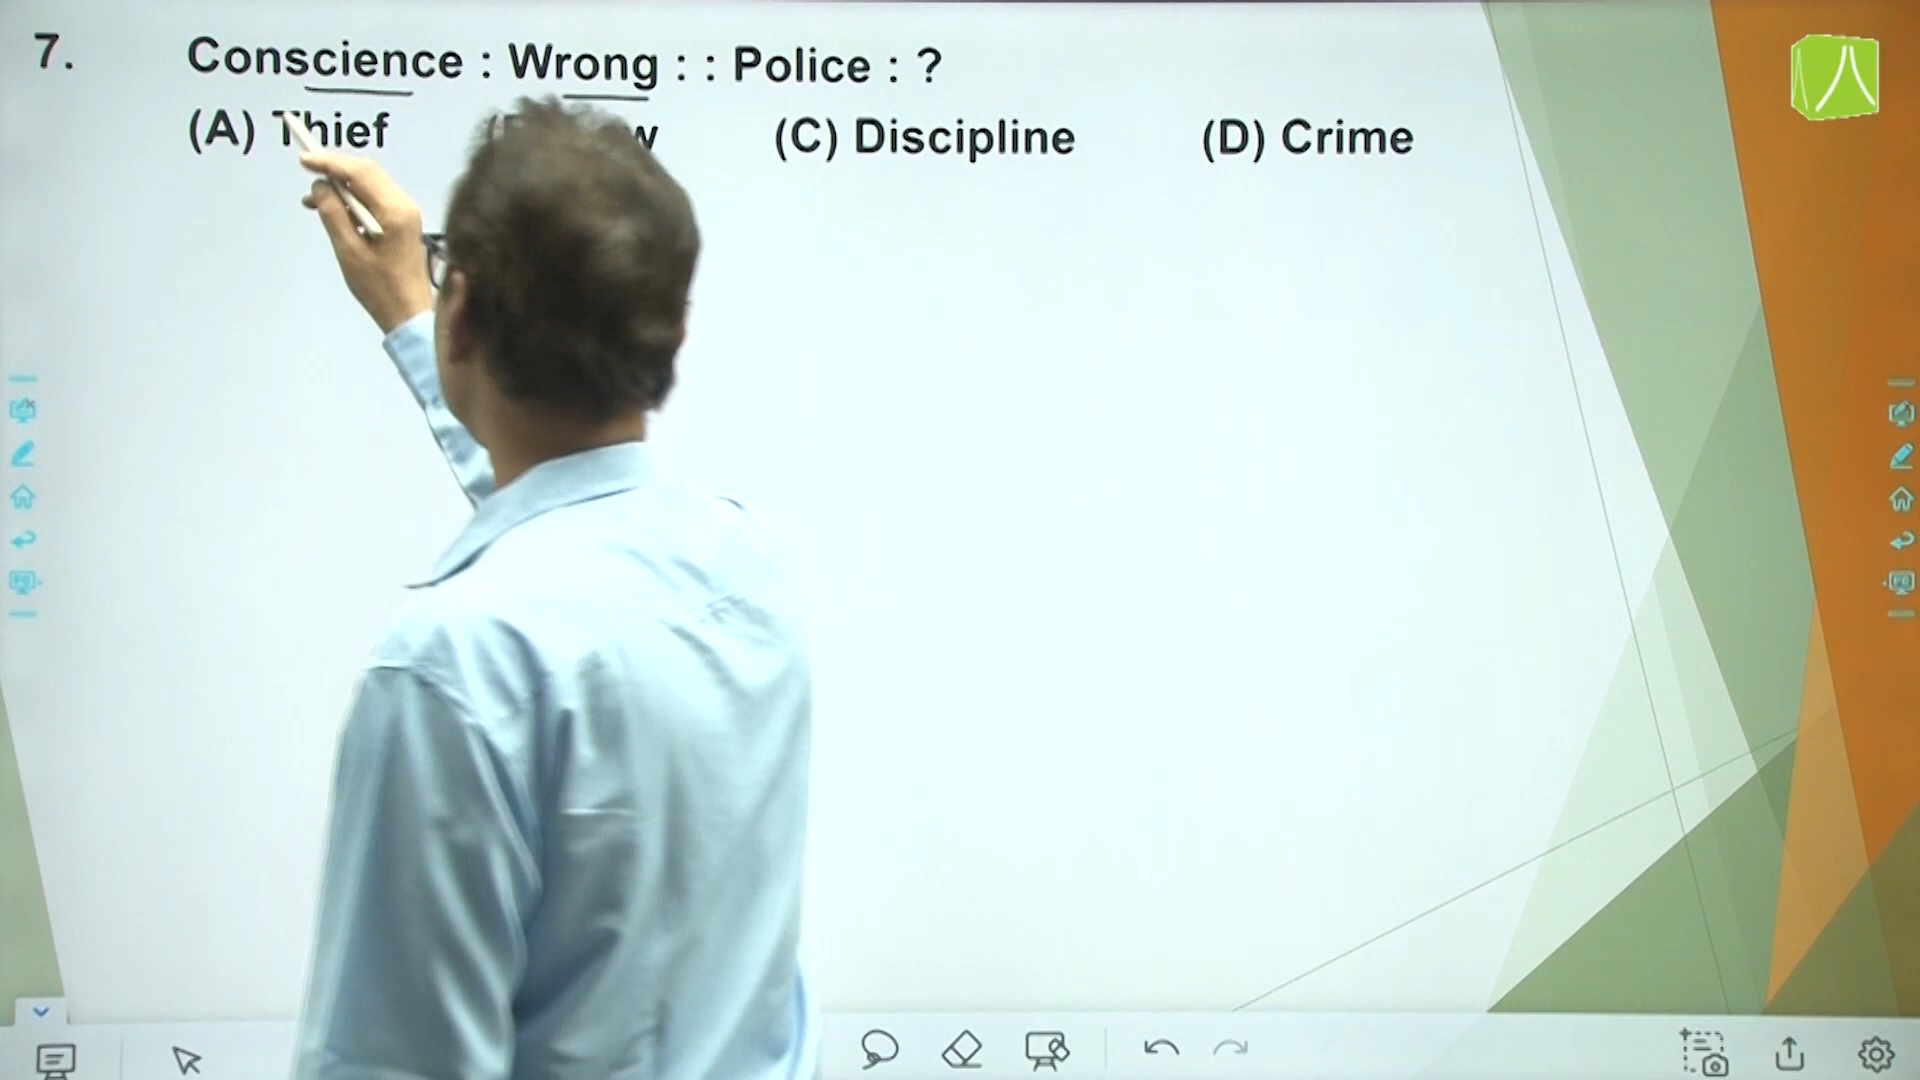 7. Conscience : Wrong : : Police : ?
(A) Thief (C) Discipline (D) Crime